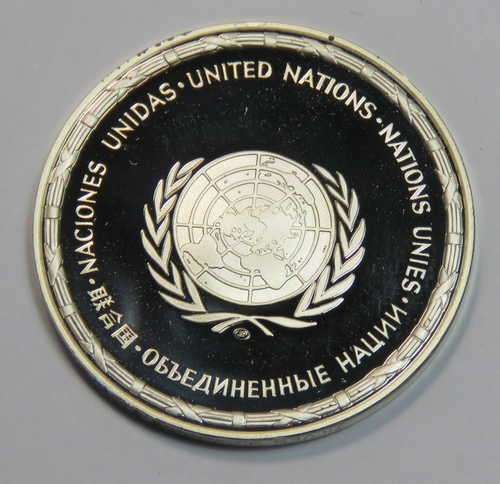 NACIONES UNIDAS · UNITED NATIONS · NATIONS UNIES ·
联合国 · ОБЪЕДИНЕННЫЕ НАЦИИ ·